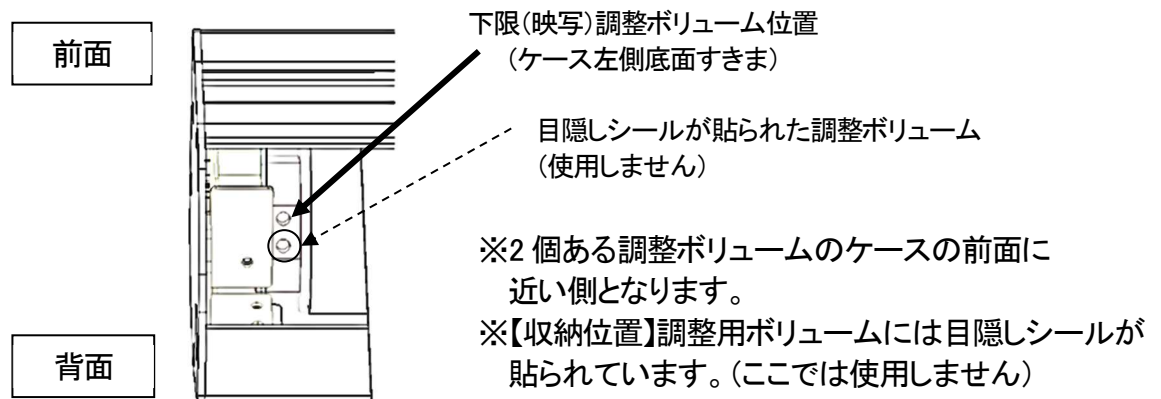 前面
下限(映写)調整ボリューム位置
(ケース左側底面すきま)
目隠しシールが貼られた調整ボリューム
(使用しません)
※2 個ある調整ボリュームのケースの前面に
近い側となります。
※【収納位置】調整用ボリュームには目隠しシールが
貼られています。(ここでは使用しません)
背面